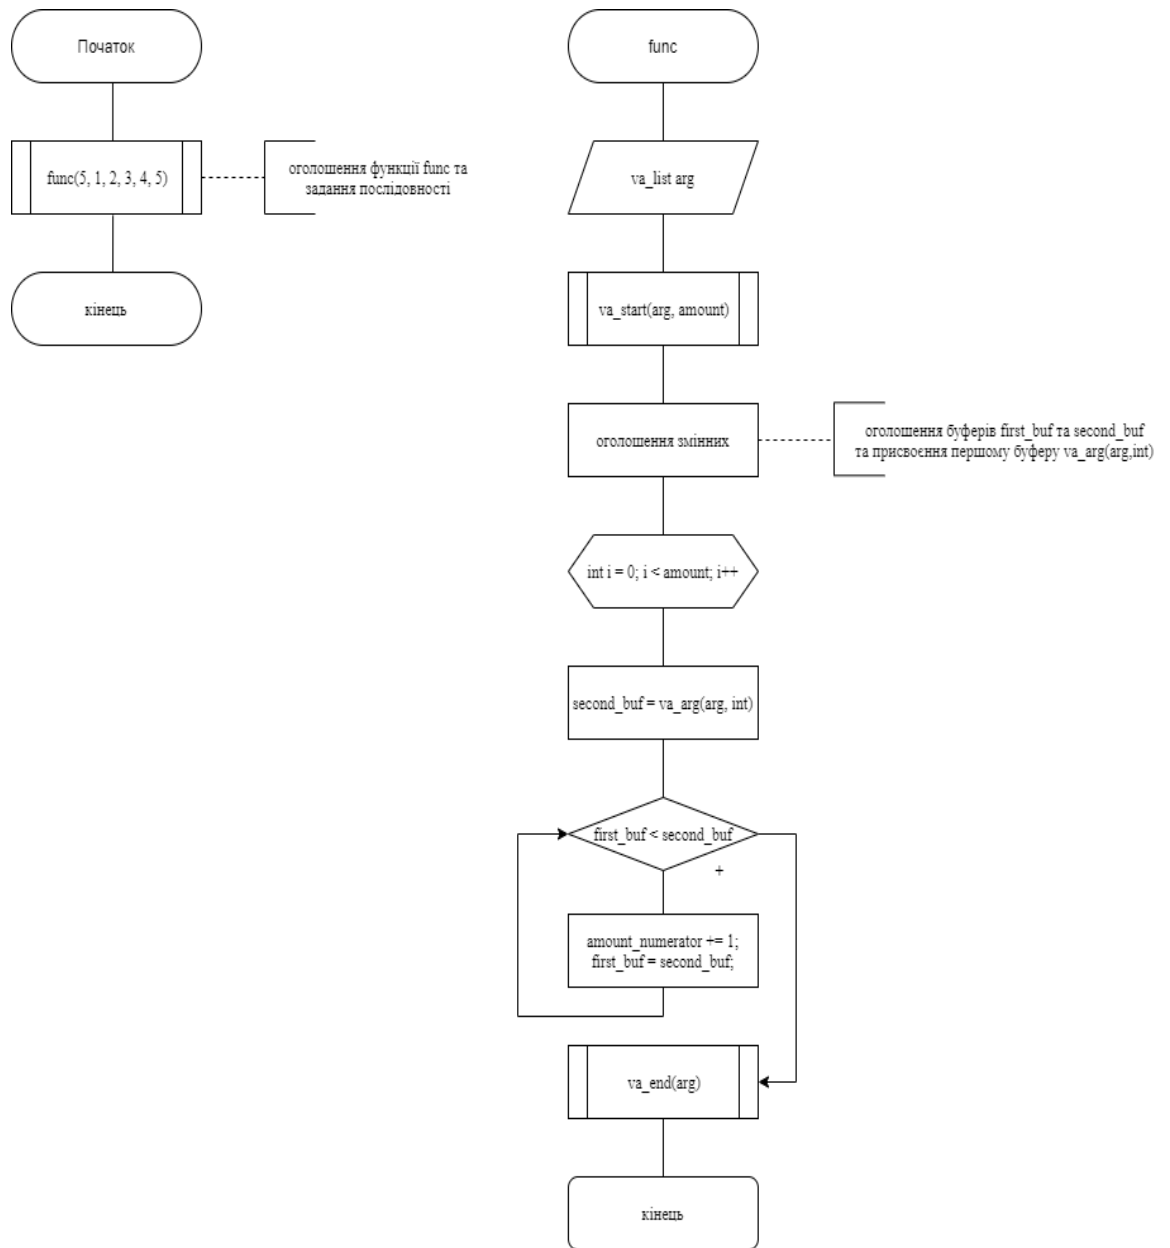 Початок
func(5, 1, 2, 3, 4, 5)
оголошення функції func та
задання послідовності
кінець
func
va_list arg
va_start(arg, amount)
оголошення змінних
оголошення буферів first_buf та second_buf
та присвоєння першому буферу va_arg(arg,int)
int i = 0; i < amount; i++
second_buf = va_arg(arg, int)
first_buf < second_buf
+
amount_numerator += 1;
first_buf = second_buf;
va_end(arg)
кінець